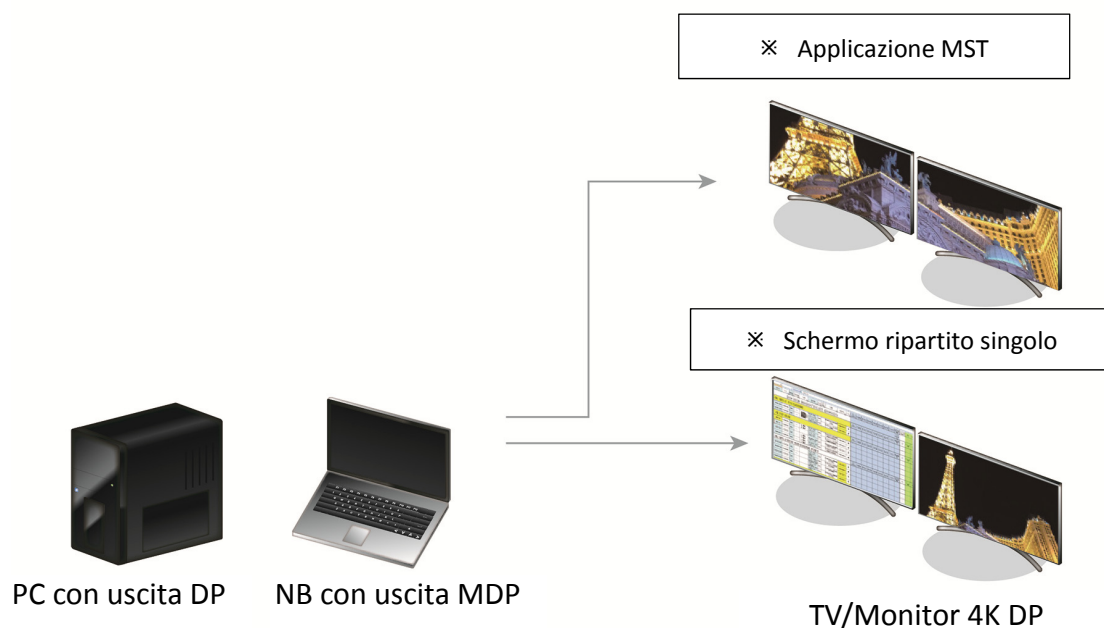 ※ Applicazione MST
※ Schermo ripartito singolo
PC con uscita DP
NB con uscita MDP
TV/Monitor 4K DP